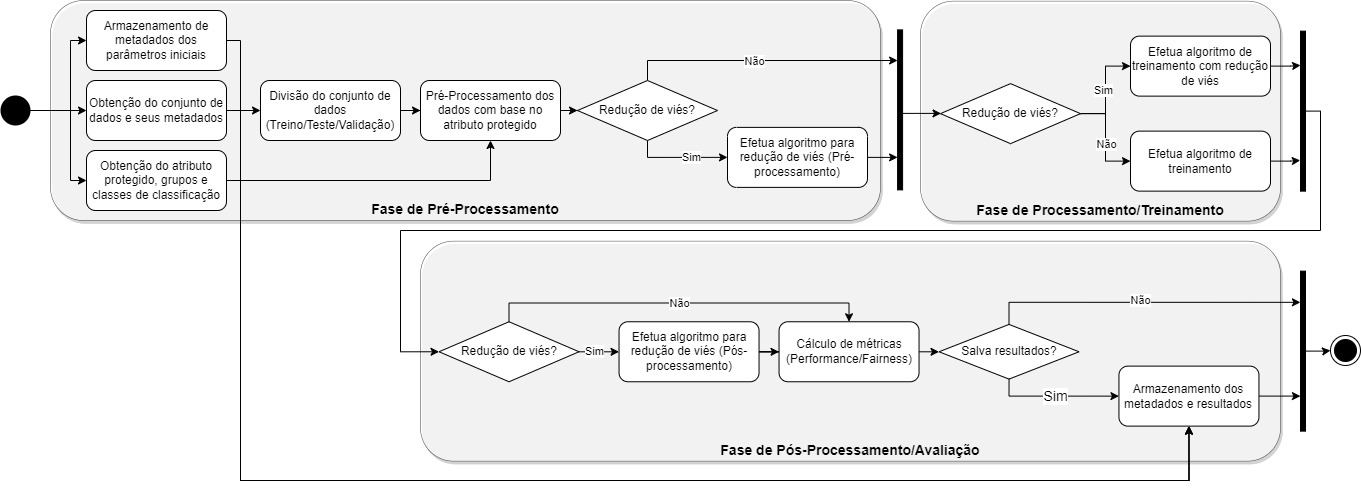 Armazenamento de
metadados dos
parâmetros iniciais
Obtenção do conjunto de
dados e seus metadados
Obtenção do atributo
protegido, grupos e
classes de classificação
Divisão do conjunto de
dados
(Treino/Teste/Validação)
Pré-Processamento dos
dados com base no
atributo protegido
Redução de viés?
Não
Sim
Efetua algoritmo para
redução de viés (Pré-
processamento)
Fase de Pré-Processamento
Redução de viés?
Sim
Não
Efetua algoritmo de
treinamento com redução
de viés
Efetua algoritmo de
treinamento
Fase de Processamento/Treinamento
Redução de viés?
Não
Sim
Efetua algoritmo para
redução de viés (Pós-
processamento)
Cálculo de métricas
(Performance/Fairness)
Salva resultados?
Não
Sim
Armazenamento dos
metadados e resultados
Fase de Pós-Processamento/Avaliação